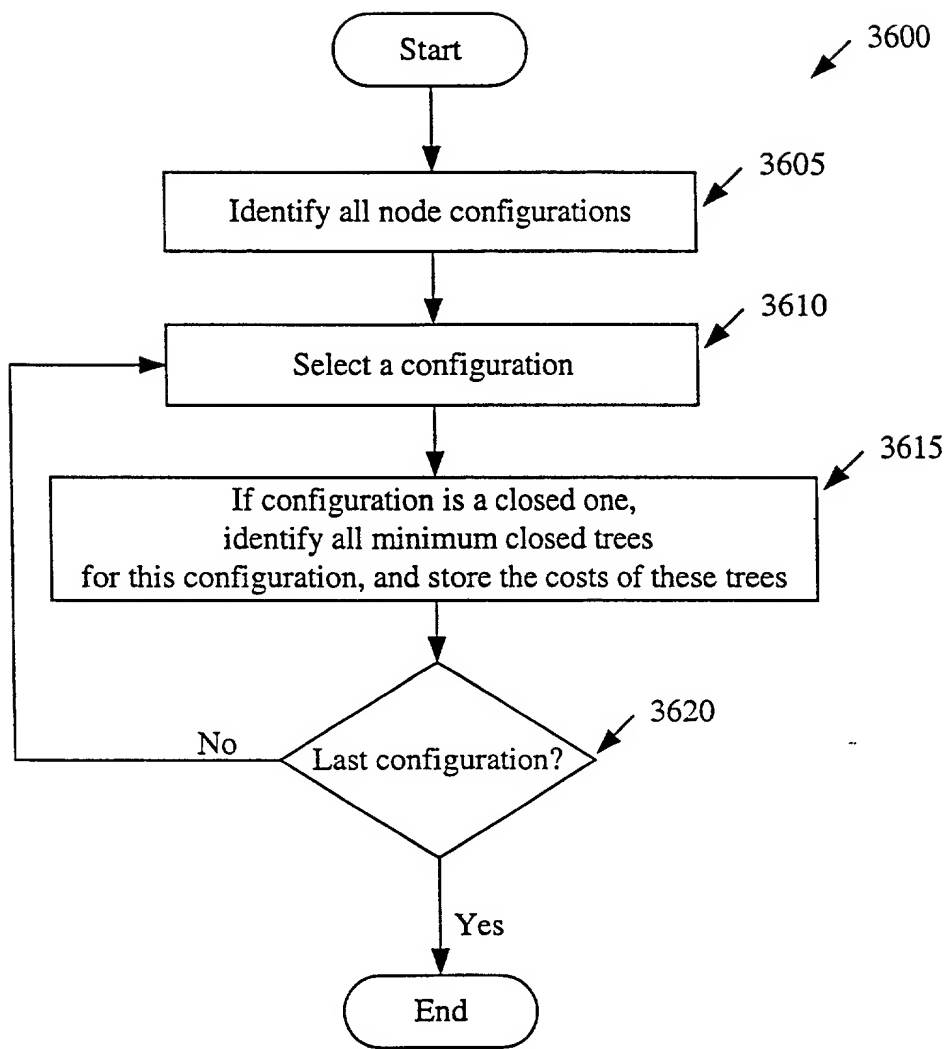 Start
3600
3605
Identify all node configurations
3610
Select a configuration
3615
If configuration is a closed one,
identify all minimum closed trees
for this configuration, and store the costs of these trees
3620
No
Last configuration?
Yes
End